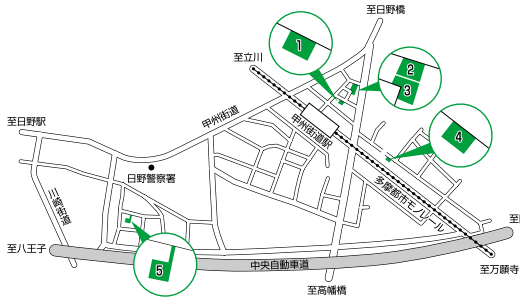 至日野橋
至立川
1
2
3
甲州街道
至日野駅
甲州街道駅
4
日野警察署
多摩都市モノレール
川崎街道
至八王子
5
中央自動車道
至万願寺
至高幡橋